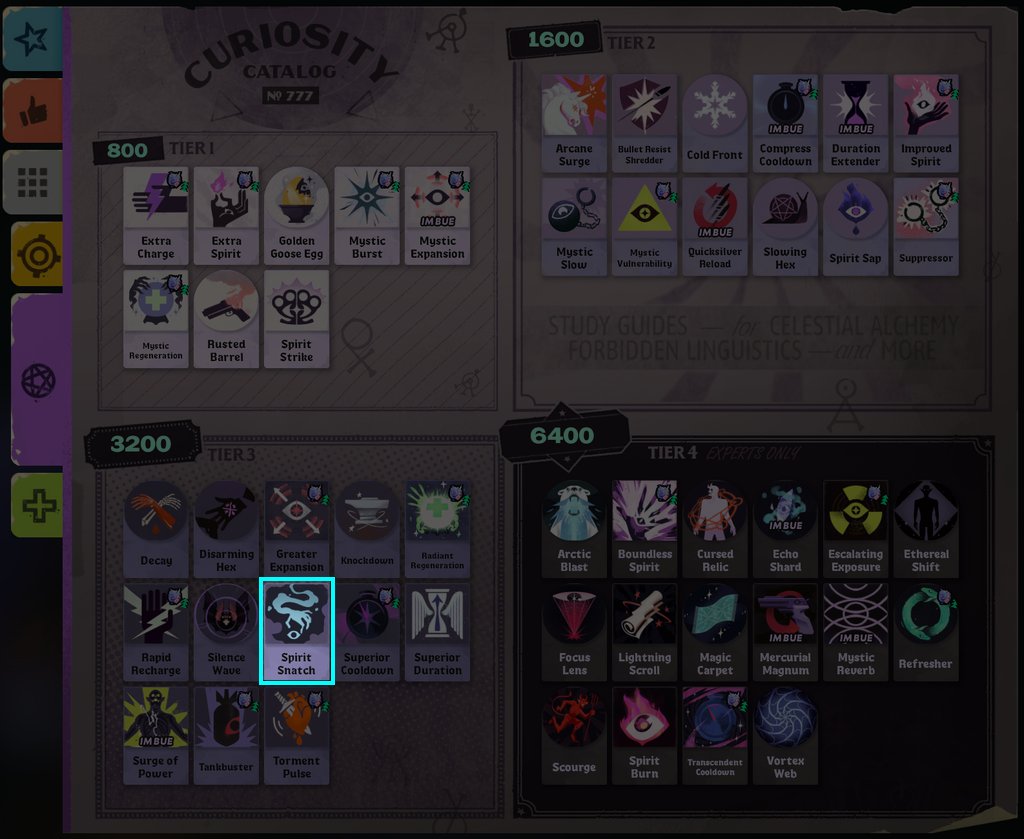 CURIOSITY
CATALOG
Nº 777
800 TIER 1
Extra Charge
Extra Spirit
Golden Goose Egg
Mystic Burst
IMBUE
Mystic Expansion
Mystic Regeneration
Rusted Barrel
Spirit Strike
1600 TIER 2
Arcane Surge
Bullet Resist Shredder
Cold Front
IMBUE
Compress Cooldown
IMBUE
Duration Extender
Improved Spirit
Mystic Slow
Mystic Vulnerability
IMBUE
Quicksilver Reload
Slowing Hex
Spirit Sap
Suppressor
STUDY GUIDES — for CELESTIAL ALCHEMY
FORBIDDEN LINGUISTICS — and MORE
3200 TIER 3
Decay
Disarming Hex
Greater Expansion
Knockdown
Radiant Regeneration
Rapid Recharge
Silence Wave
Spirit Snatch
Superior Cooldown
Superior Duration
IMBUE
Surge of Power
Tankbuster
Torment Pulse
6400 TIER 4 EXPERTS ONLY
Arctic Blast
Boundless Spirit
Cursed Relic
IMBUE
Echo Shard
Escalating Exposure
Ethereal Shift
Focus Lens
Lightning Scroll
Magic Carpet
IMBUE
Mercurial Magnum
IMBUE
Mystic Reverb
Refresher
Scourge
Spirit Burn
Transcendent Cooldown
Vortex Web